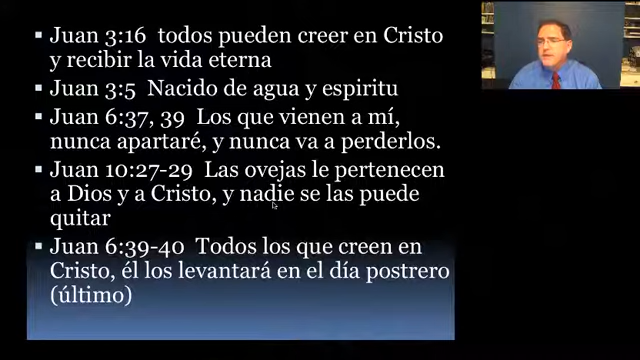 Juan 3:16  todos pueden creer en Cristo
y recibir la vida eterna
Juan 3:5  Nacido de agua y espiritu
Juan 6:37, 39  Los que vienen a mí,
nunca apartaré, y nunca va a perderlos.
Juan 10:27-29  Las ovejas le pertenecen
a Dios y a Cristo, y nadie se las puede
quitar
Juan 6:39-40  Todos los que creen en
Cristo, él los levantará en el día postrero
(último)